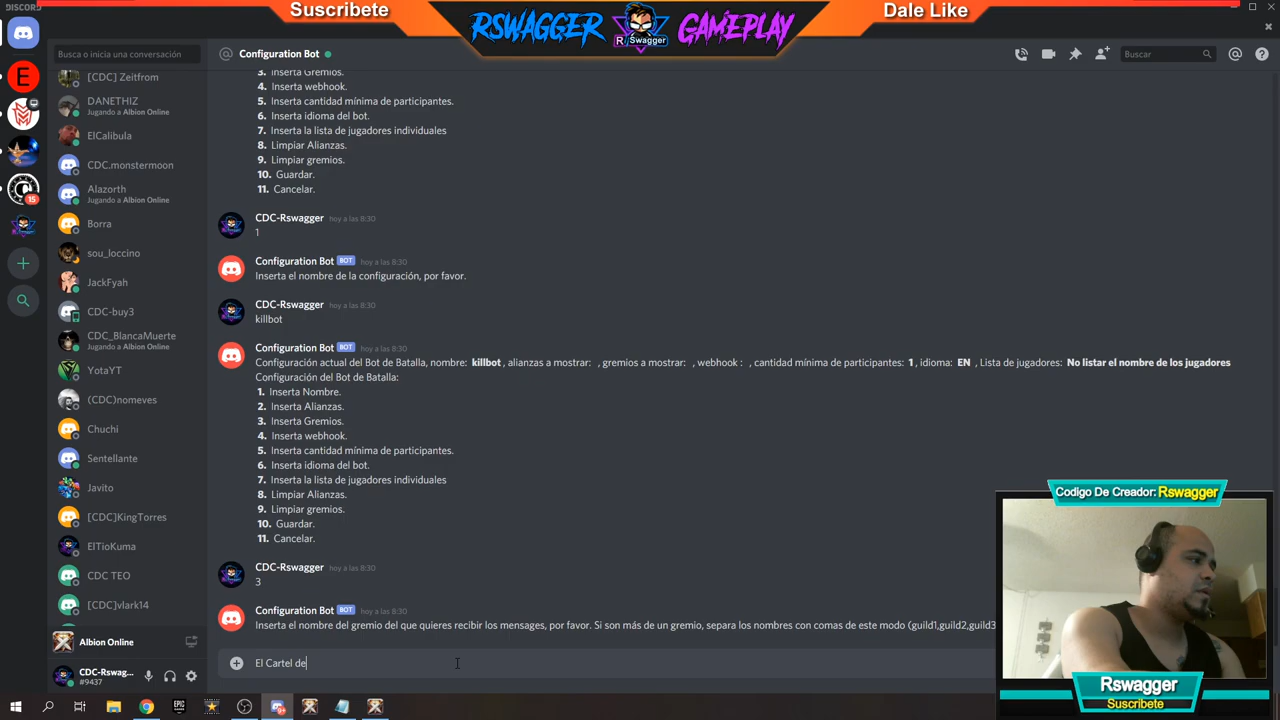 DISCORD
Suscribete
RSWAGGER
R/Swagger
GAMEPLAY
Dale Like
Busca o inicia una conversación
Configuration Bot
Buscar
[CDC] Zeitfrom
DANETHIZ
Jugando a Albion Online
ElCalibula
CDC.monstermoon
Alazorth
Jugando a Albion Online
Borra
sou_loccino
JackFyah
CDC-buy3
CDC_BlancaMuerte
Jugando a Albion Online
YotaYT
(CDC)nomeves
Chuchi
Sentellante
Javito
[CDC]KingTorres
ElTioKuma
CDC TEO
[CDC]vlark14
Albion Online
CDC-Rswag...
#9437
E
15
3. Inserta Gremios.
4. Inserta webhook.
5. Inserta cantidad mínima de participantes.
6. Inserta idioma del bot.
7. Inserta la lista de jugadores individuales
8. Limpiar Alianzas.
9. Limpiar gremios.
10. Guardar.
11. Cancelar.
CDC-Rswagger hoy a las 8:30
1
Configuration Bot BOT hoy a las 8:30
Inserta el nombre de la configuración, por favor.
CDC-Rswagger hoy a las 8:30
killbot
Configuration Bot BOT hoy a las 8:30
Configuración actual del Bot de Batalla, nombre: killbot , alianzas a mostrar: , gremios a mostrar: , webhook : , cantidad mínima de participantes: 1 , idioma: EN , Lista de jugadores: No listar el nombre de los jugadores
Configuración del Bot de Batalla:
1. Inserta Nombre.
2. Inserta Alianzas.
3. Inserta Gremios.
4. Inserta webhook.
5. Inserta cantidad mínima de participantes.
6. Inserta idioma del bot.
7. Inserta la lista de jugadores individuales
8. Limpiar Alianzas.
9. Limpiar gremios.
10. Guardar.
11. Cancelar.
CDC-Rswagger hoy a las 8:30
3
Configuration Bot BOT hoy a las 8:30
Inserta el nombre del gremio del que quieres recibir los mensages, por favor. Si son más de un gremio, separa los nombres con comas de este modo (guild1,guild2,guild3
El Cartel de
Codigo De Creador: Rswagger
Rswagger
Suscribete
EPIC